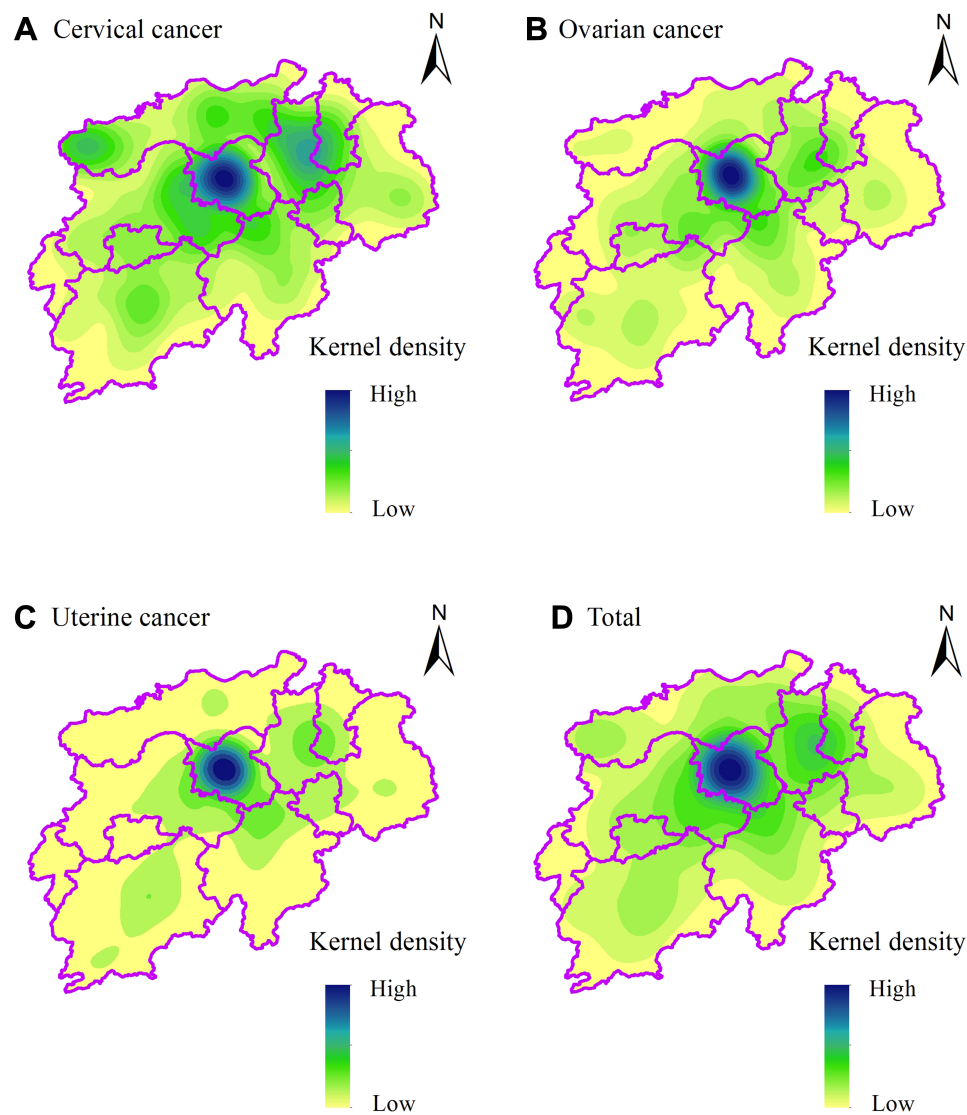 A Cervical cancer
N
Kernel density
High
Low
B Ovarian cancer
N
Kernel density
High
Low
C Uterine cancer
N
Kernel density
High
Low
D Total
N
Kernel density
High
Low